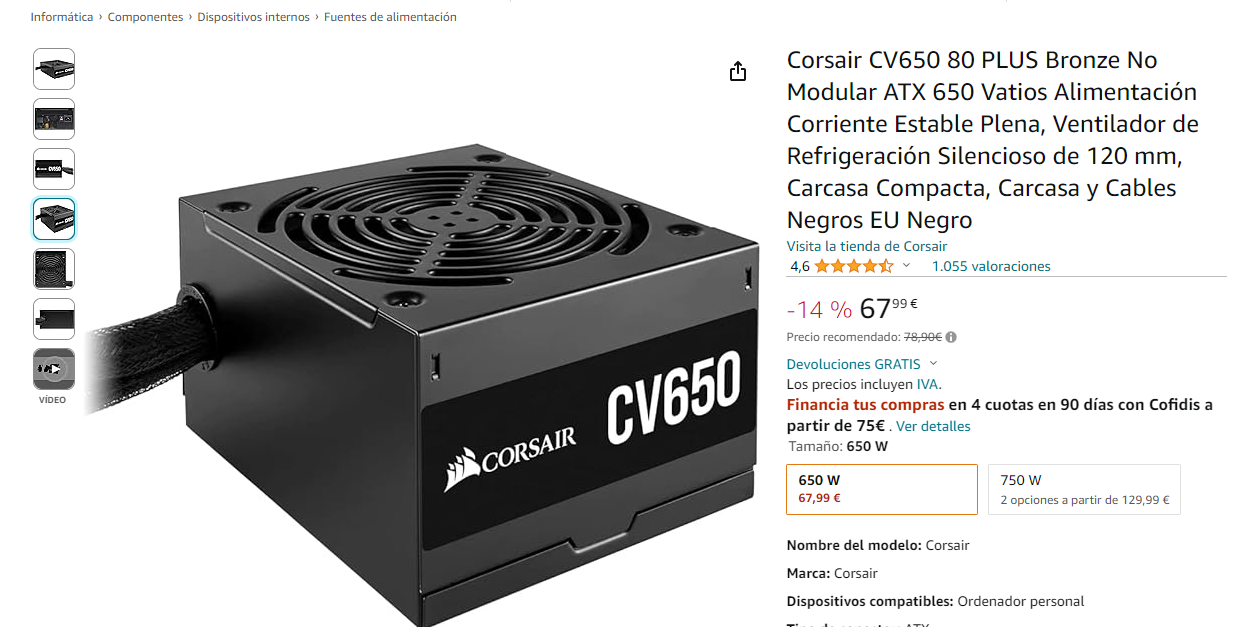 Informática › Componentes › Dispositivos internos › Fuentes de alimentación
VÍDEO
CORSAIR
CV650
Corsair CV650 80 PLUS Bronze No
Modular ATX 650 Vatios Alimentación
Corriente Estable Plena, Ventilador de
Refrigeración Silencioso de 120 mm,
Carcasa Compacta, Carcasa y Cables
Negros EU Negro
Visita la tienda de Corsair
4,6 1.055 valoraciones
-14 % 67 99 €
Precio recomendado: 78,90€
Devoluciones GRATIS
Los precios incluyen IVA.
Financia tus compras en 4 cuotas en 90 días con Cofidis a
partir de 75€ . Ver detalles
Tamaño: 650 W
650 W
67,99 €
750 W
2 opciones a partir de 129,99 €
Nombre del modelo: Corsair
Marca: Corsair
Dispositivos compatibles: Ordenador personal